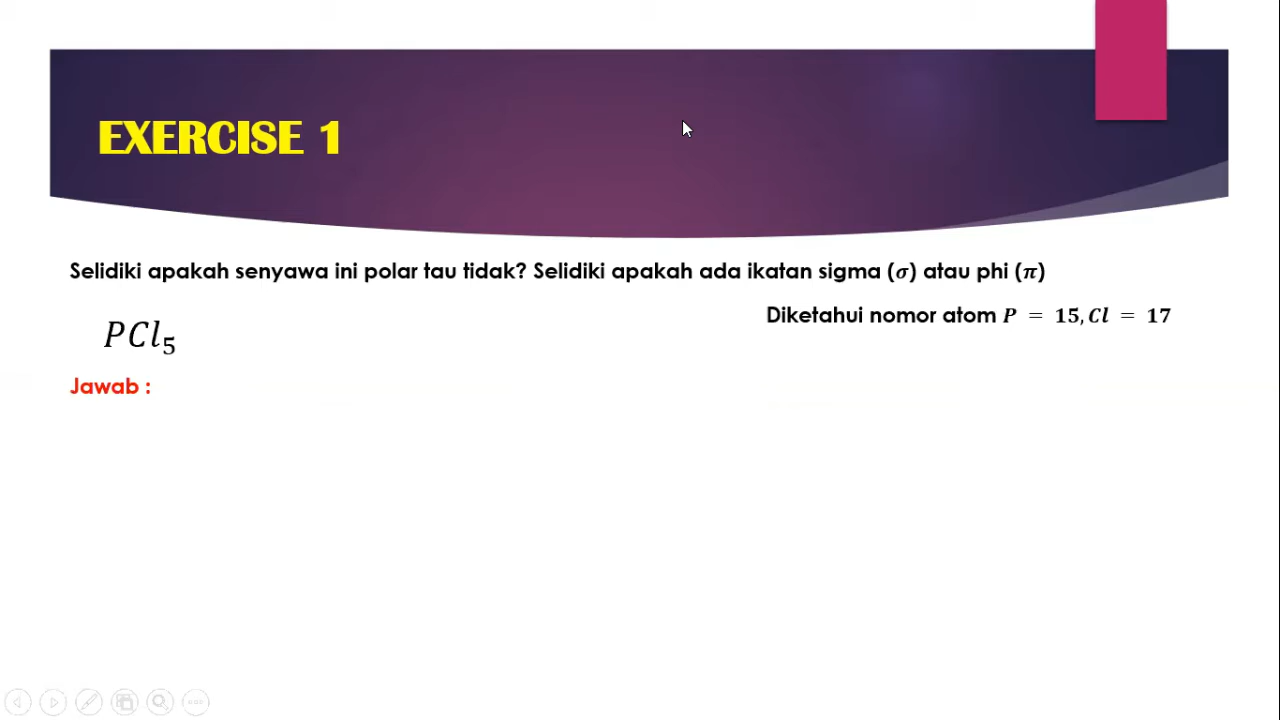 EXERCISE 1
Selidiki apakah senyawa ini polar tau tidak? Selidiki apakah ada ikatan sigma (σ) atau phi (π)
Diketahui nomor atom P = 15, Cl = 17
PCl₅
Jawab :